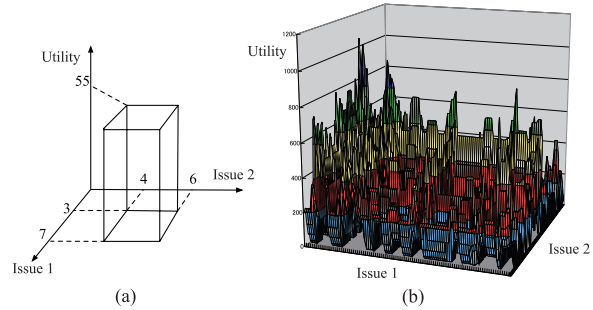 Utility
55
4
6
Issue 2
3
7
Issue 1
(a)
(b)
Utility
1200
1000
800
600
400
200
0
Issue 1
Issue 2